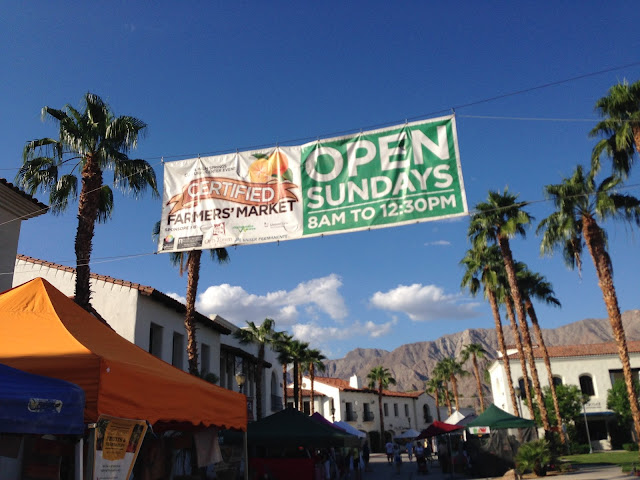 CERTIFIED
FARMERS' MARKET
OPEN
SUNDAYS
8AM TO 12:30PM